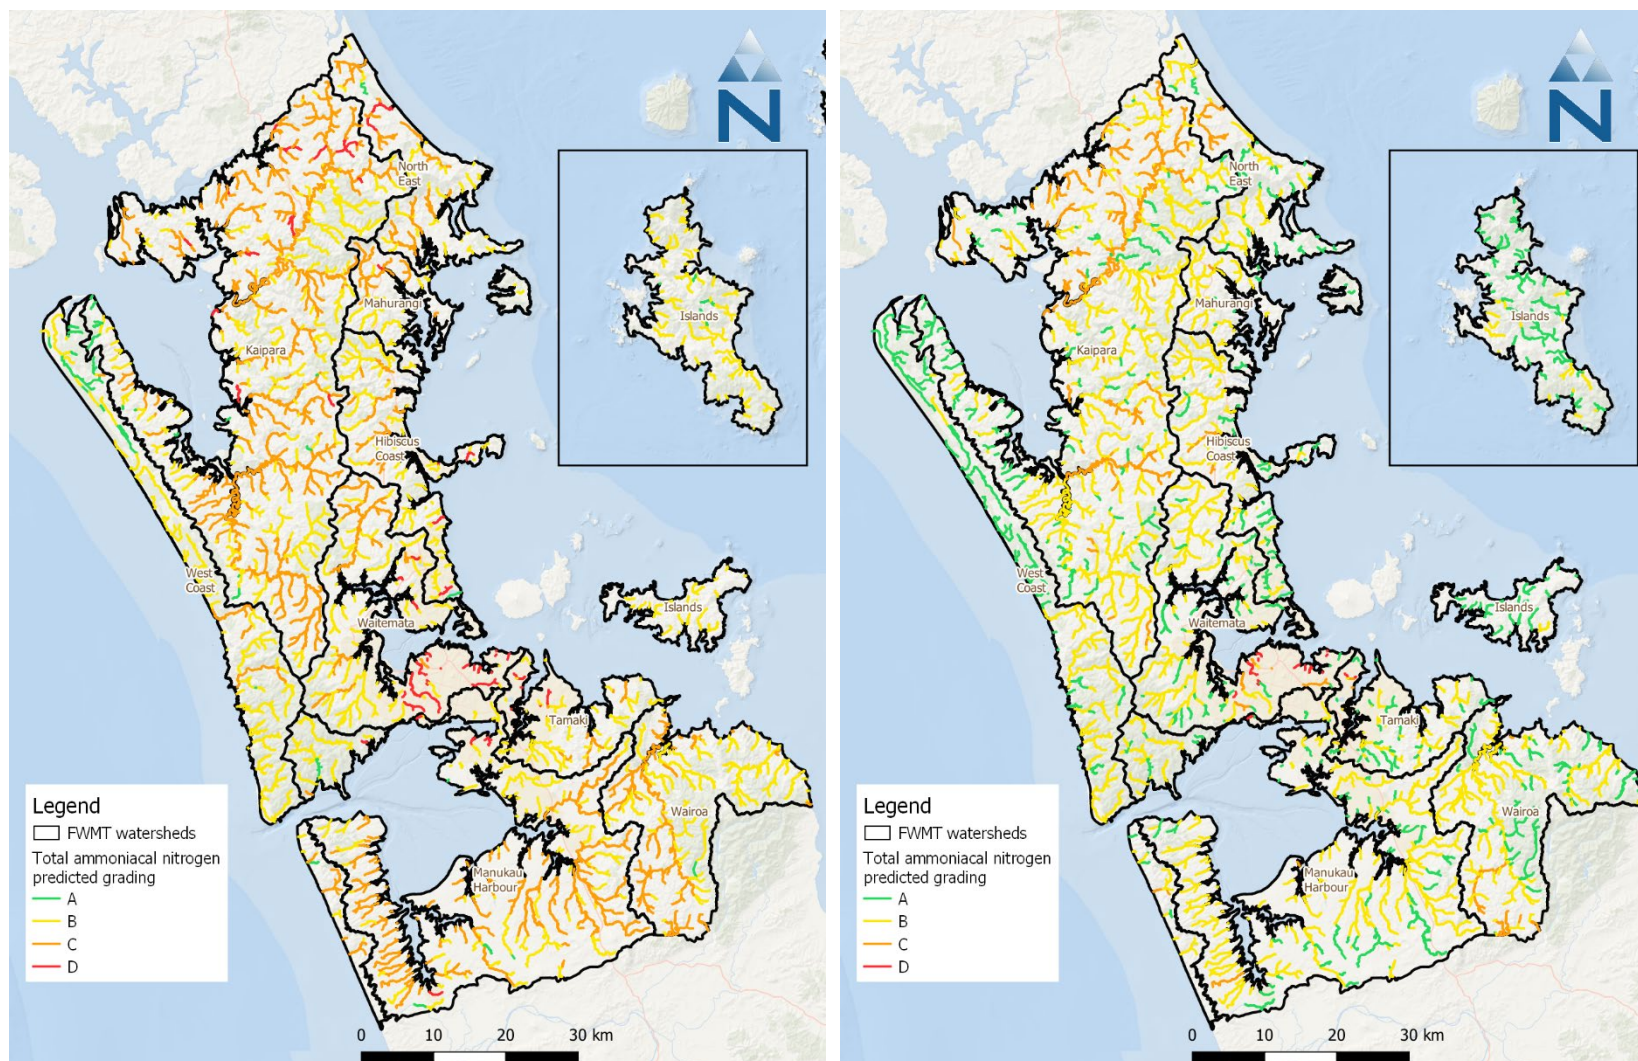 N
North
East
Islands
Mahurangi
Kaipara
Hibiscus
Coast
West
Coast
Waitemata
Islands
Tamaki
Wairoa
Manukau
Harbour
Legend
FWMT watersheds
Total ammoniacal nitrogen
predicted grading
A
B
C
D
0 10 20 30 km
N
North
East
Islands
Mahurangi
Kaipara
Hibiscus
Coast
West
Coast
Waitemata
Islands
Tamaki
Wairoa
Manukau
Harbour
Legend
FWMT watersheds
Total ammoniacal nitrogen
predicted grading
A
B
C
D
0 10 20 30 km